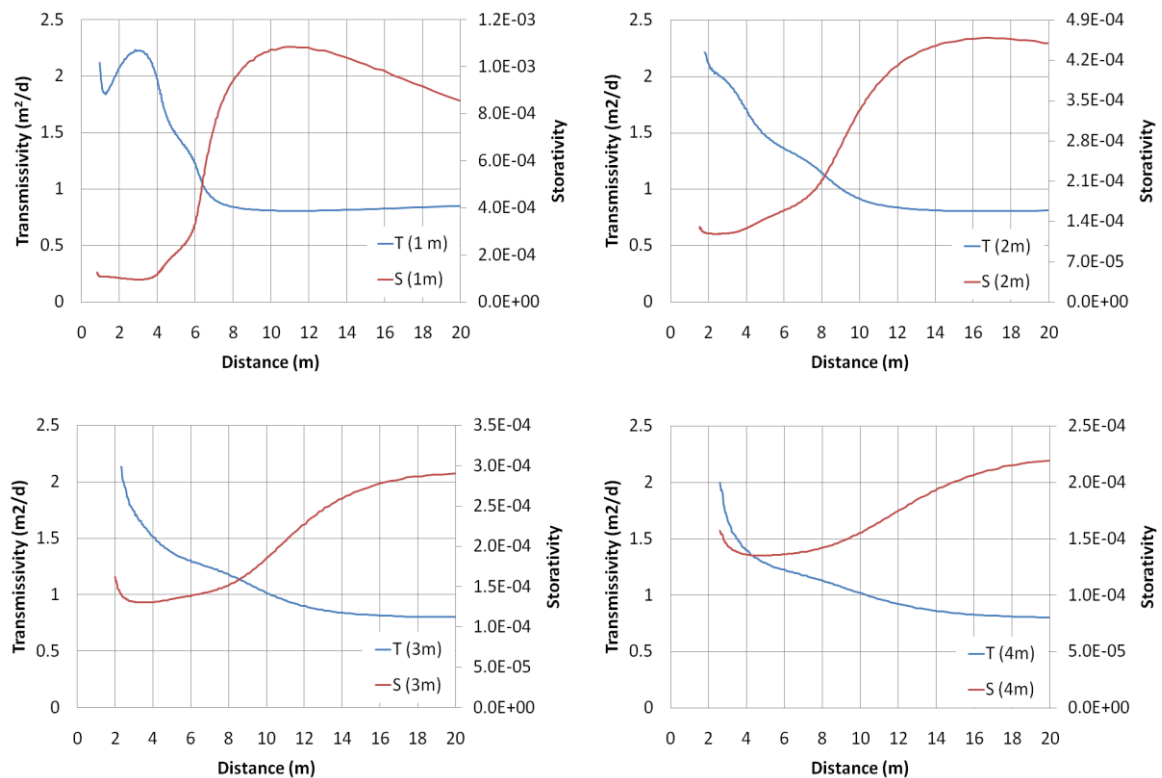 2.5
2
1.5
1
0.5
0
Transmissivity (m²/d)
1.2E-03
1.0E-03
8.0E-04
6.0E-04
4.0E-04
2.0E-04
0.0E+00
Storativity
T (1 m)
S (1m)
0 2 4 6 8 10 12 14 16 18 20
Distance (m)
2.5
2
1.5
1
0.5
0
Transmissivity (m2/d)
4.9E-04
4.2E-04
3.5E-04
2.8E-04
2.1E-04
1.4E-04
7.0E-05
0.0E+00
Storativity
T (2m)
S (2m)
0 2 4 6 8 10 12 14 16 18 20
Distance (m)
2.5
2
1.5
1
0.5
0
Transmissivity (m2/d)
3.5E-04
3.0E-04
2.5E-04
2.0E-04
1.5E-04
1.0E-04
5.0E-05
0.0E+00
Storativity
T (3m)
S (3m)
0 2 4 6 8 10 12 14 16 18 20
Distance (m)
2.5
2
1.5
1
0.5
0
Transmissivity (m2/d)
2.5E-04
2.0E-04
1.5E-04
1.0E-04
5.0E-05
0.0E+00
Storativity
T (4m)
S (4m)
0 2 4 6 8 10 12 14 16 18 20
Distance (m)